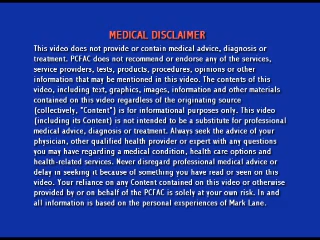 MEDICAL DISCLAIMER
This video does not provide or contain medical advice, diagnosis or
treatment. PCFAC does not recommend or endorse any of the services,
service providers, tests, products, procedures, opinions or other
information that may be mentioned in this video. The contents of this
video, including text, graphics, images, information and other materials
contained on this video regardless of the originating source
(collectively, "Content") is for informational purposes only. This video
(including its Content) is not intended to be a substitute for professional
medical advice, diagnosis or treatment. Always seek the advice of your
physician, other qualified health provider or expert with any questions
you may have regarding a medical condition, health care options and
health-related services. Never disregard professional medical advice or
delay in seeking it because of something you have read or seen on this
video. Your reliance on any Content contained on this video or otherwise
provided by or on behalf of the PCFAC is solely at your own risk. In and
all information is based on the personal exsperiences of Mark Lane.